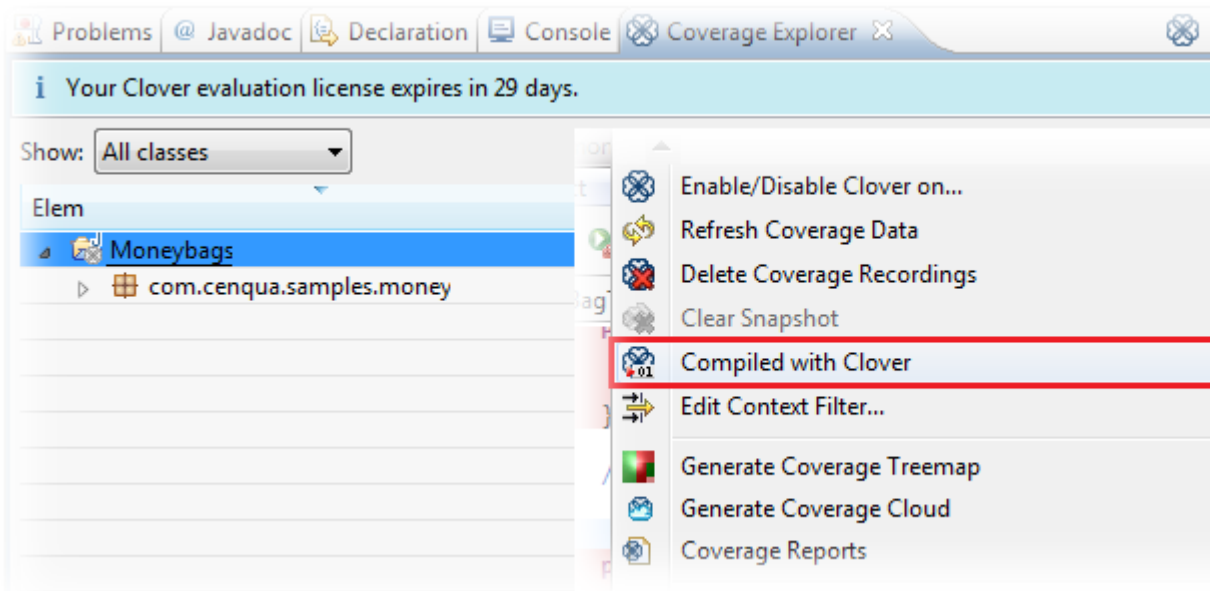 Problems @ Javadoc Declaration Console Coverage Explorer
i Your Clover evaluation license expires in 29 days.
Show: All classes
Elem
Moneybags
com.cenqua.samples.money
Enable/Disable Clover on...
Refresh Coverage Data
Delete Coverage Recordings
Clear Snapshot
Compiled with Clover
Edit Context Filter...
Generate Coverage Treemap
Generate Coverage Cloud
Coverage Reports